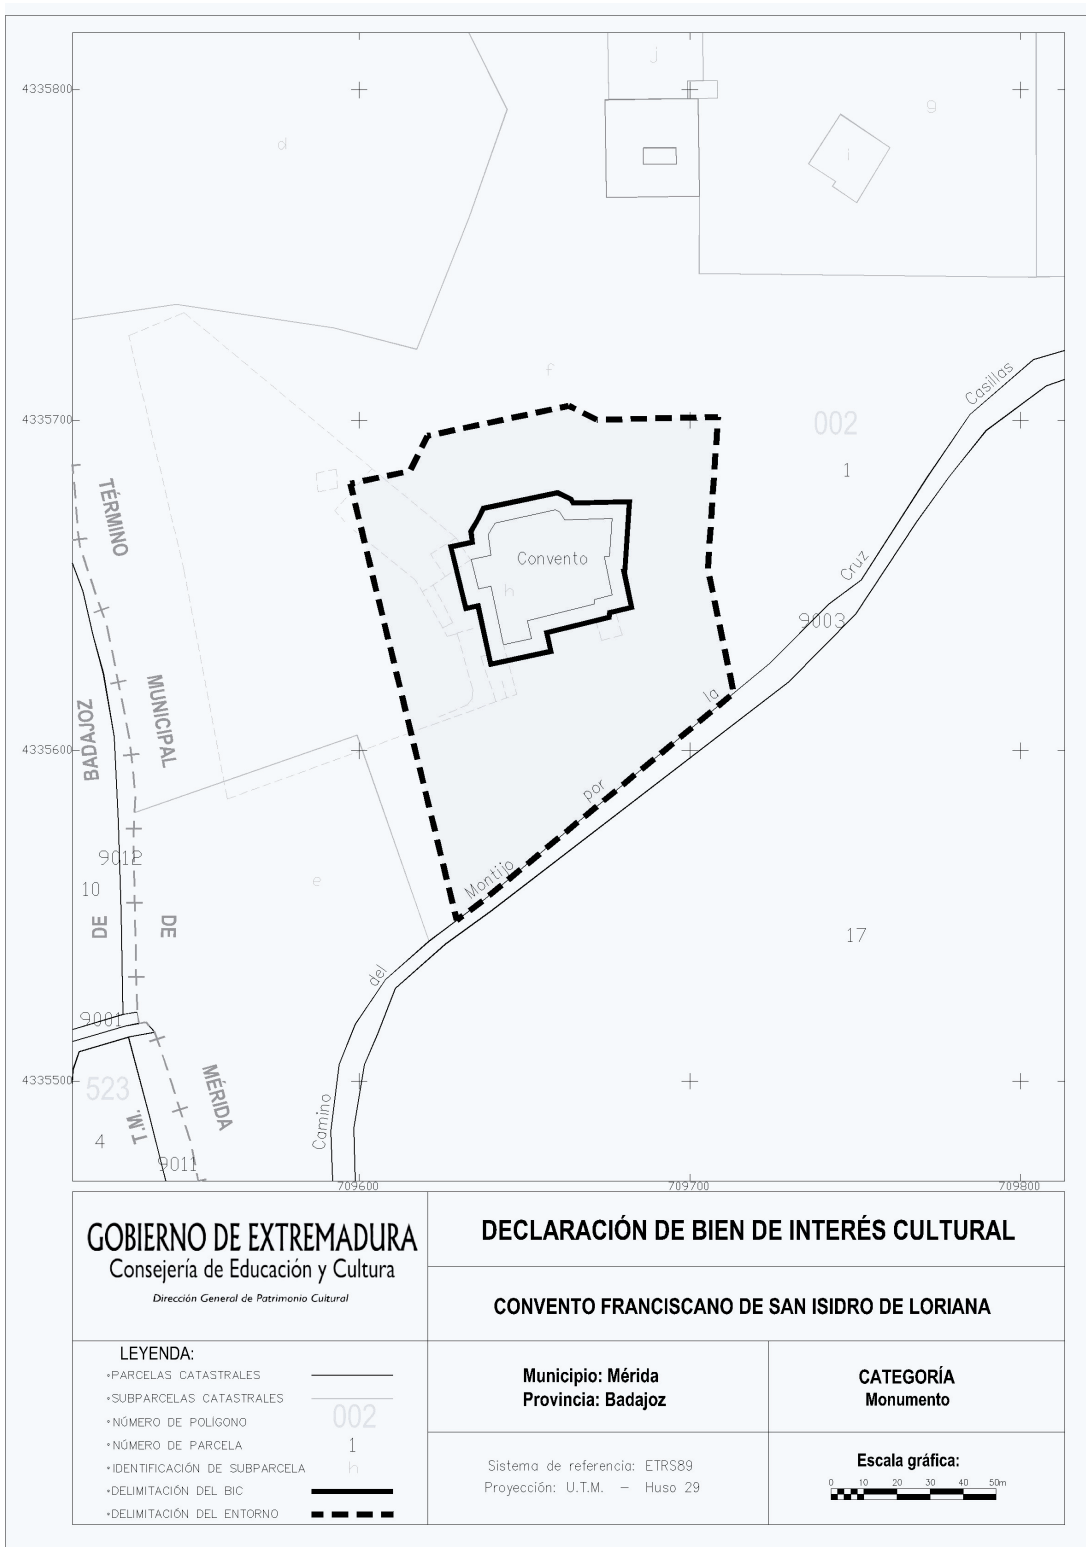 4335800
j
g
d
i
4335700
f
Casillas
002
1
TÉRMINO
Convento
h
Cruz
9003
MUNICIPAL
BADAJOZ
la
4335600
por
9012
10
e
Montijo
DE
DE
17
del
9001
4335500
523
MÉRIDA
T.M.
4
Camino
9011
709600
709700
709800
GOBIERNO DE EXTREMADURA
Consejería de Educación y Cultura
Dirección General de Patrimonio Cultural
DECLARACIÓN DE BIEN DE INTERÉS CULTURAL
CONVENTO FRANCISCANO DE SAN ISIDRO DE LORIANA
LEYENDA:
PARCELAS CATASTRALES
SUBPARCELAS CATASTRALES
NÚMERO DE POLÍGONO 002
NÚMERO DE PARCELA 1
IDENTIFICACIÓN DE SUBPARCELA h
DELIMITACIÓN DEL BIC
DELIMITACIÓN DEL ENTORNO
Municipio: Mérida
Provincia: Badajoz
CATEGORÍA
Monumento
Sistema de referencia: ETRS89
Proyección: U.T.M. – Huso 29
Escala gráfica:
0 10 20 30 40 50m